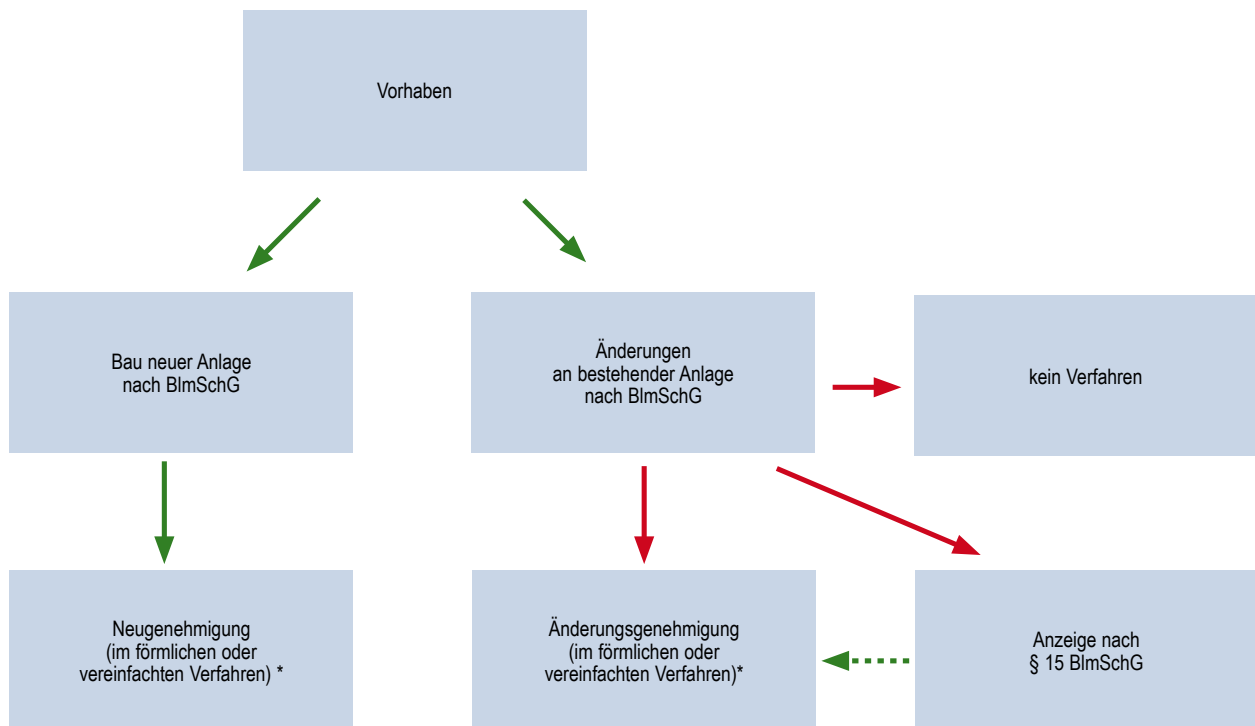 Vorhaben
Bau neuer Anlage
nach BImSchG
Änderungen
an bestehender Anlage
nach BImSchG
kein Verfahren
Neugenehmigung
(im förmlichen oder
vereinfachten Verfahren) *
Änderungsgenehmigung
(im förmlichen oder
vereinfachten Verfahren)*
Anzeige nach
§ 15 BImSchG